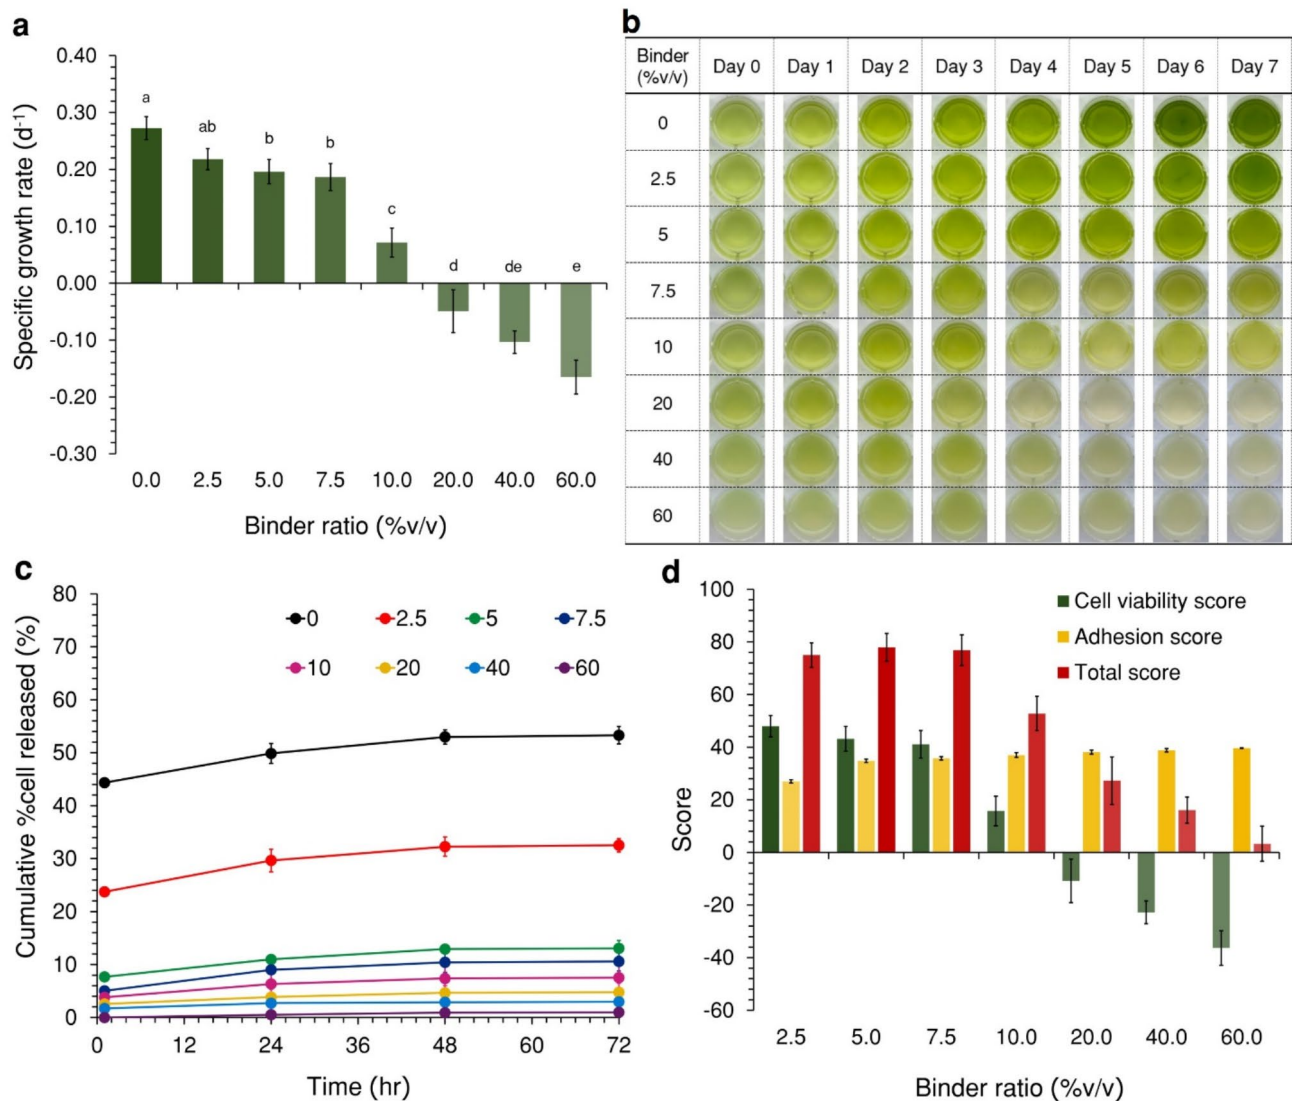 a
0.40
0.30
0.20
0.10
0.00
-0.10
-0.20
-0.30
Specific growth rate (d-1)
a
ab
b
b
c
d
de
e
0.0 2.5 5.0 7.5 10.0 20.0 40.0 60.0
Binder ratio (%v/v)
b
Binder
(%v/v) Day 0 Day 1 Day 2 Day 3 Day 4 Day 5 Day 6 Day 7
0
2.5
5
7.5
10
20
40
60
c
80
70
60
50
40
30
20
10
0
Cumulative %cell released (%)
0 2.5 5 7.5
10 20 40 60
0 12 24 36 48 60 72
Time (hr)
d
100
80
60
40
20
0
-20
-40
-60
Score
Cell viability score
Adhesion score
Total score
2.5 5.0 7.5 10.0 20.0 40.0 60.0
Binder ratio (%v/v)